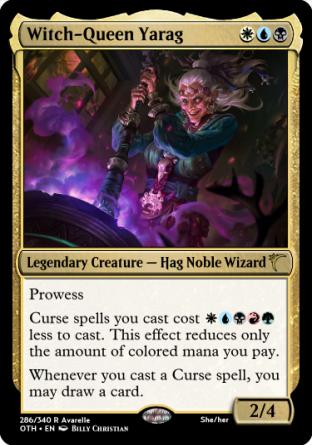 Witch-Queen Yarag
Legendary Creature — Hag Noble Wizard
Prowess
Curse spells you cast cost
less to cast. This effect reduces only
the amount of colored mana you pay.
Whenever you cast a Curse spell, you
may draw a card.
2/4
286/340 R Avarelle
She/her
OTH • EN Billy Christian